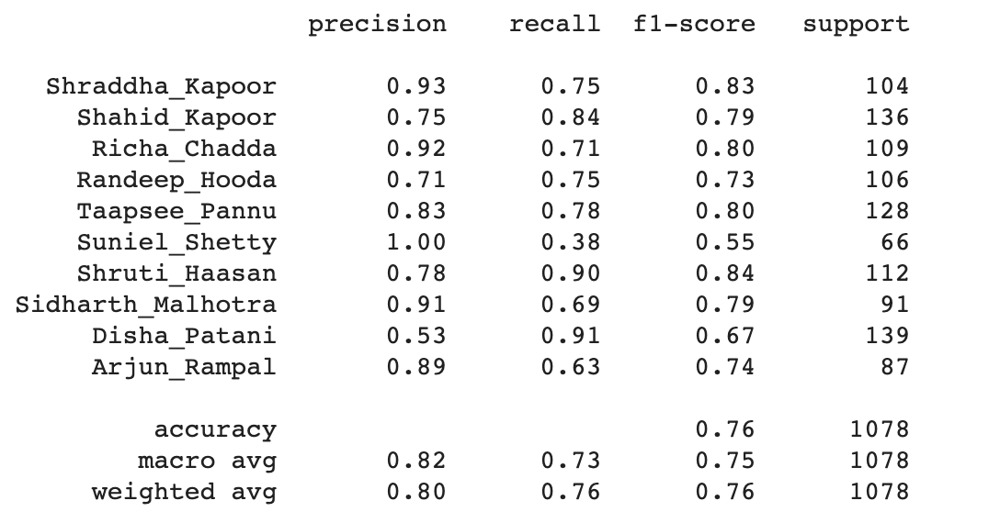 precision recall f1-score support
Shraddha_Kapoor 0.93 0.75 0.83 104
Shahid_Kapoor 0.75 0.84 0.79 136
Richa_Chadda 0.92 0.71 0.80 109
Randeep_Hooda 0.71 0.75 0.73 106
Taapsee_Pannu 0.83 0.78 0.80 128
Suniel_Shetty 1.00 0.38 0.55 66
Shruti_Haasan 0.78 0.90 0.84 112
Sidharth_Malhotra 0.91 0.69 0.79 91
Disha_Patani 0.53 0.91 0.67 139
Arjun_Rampal 0.89 0.63 0.74 87
accuracy 0.76 1078
macro avg 0.82 0.73 0.75 1078
weighted avg 0.80 0.76 0.76 1078